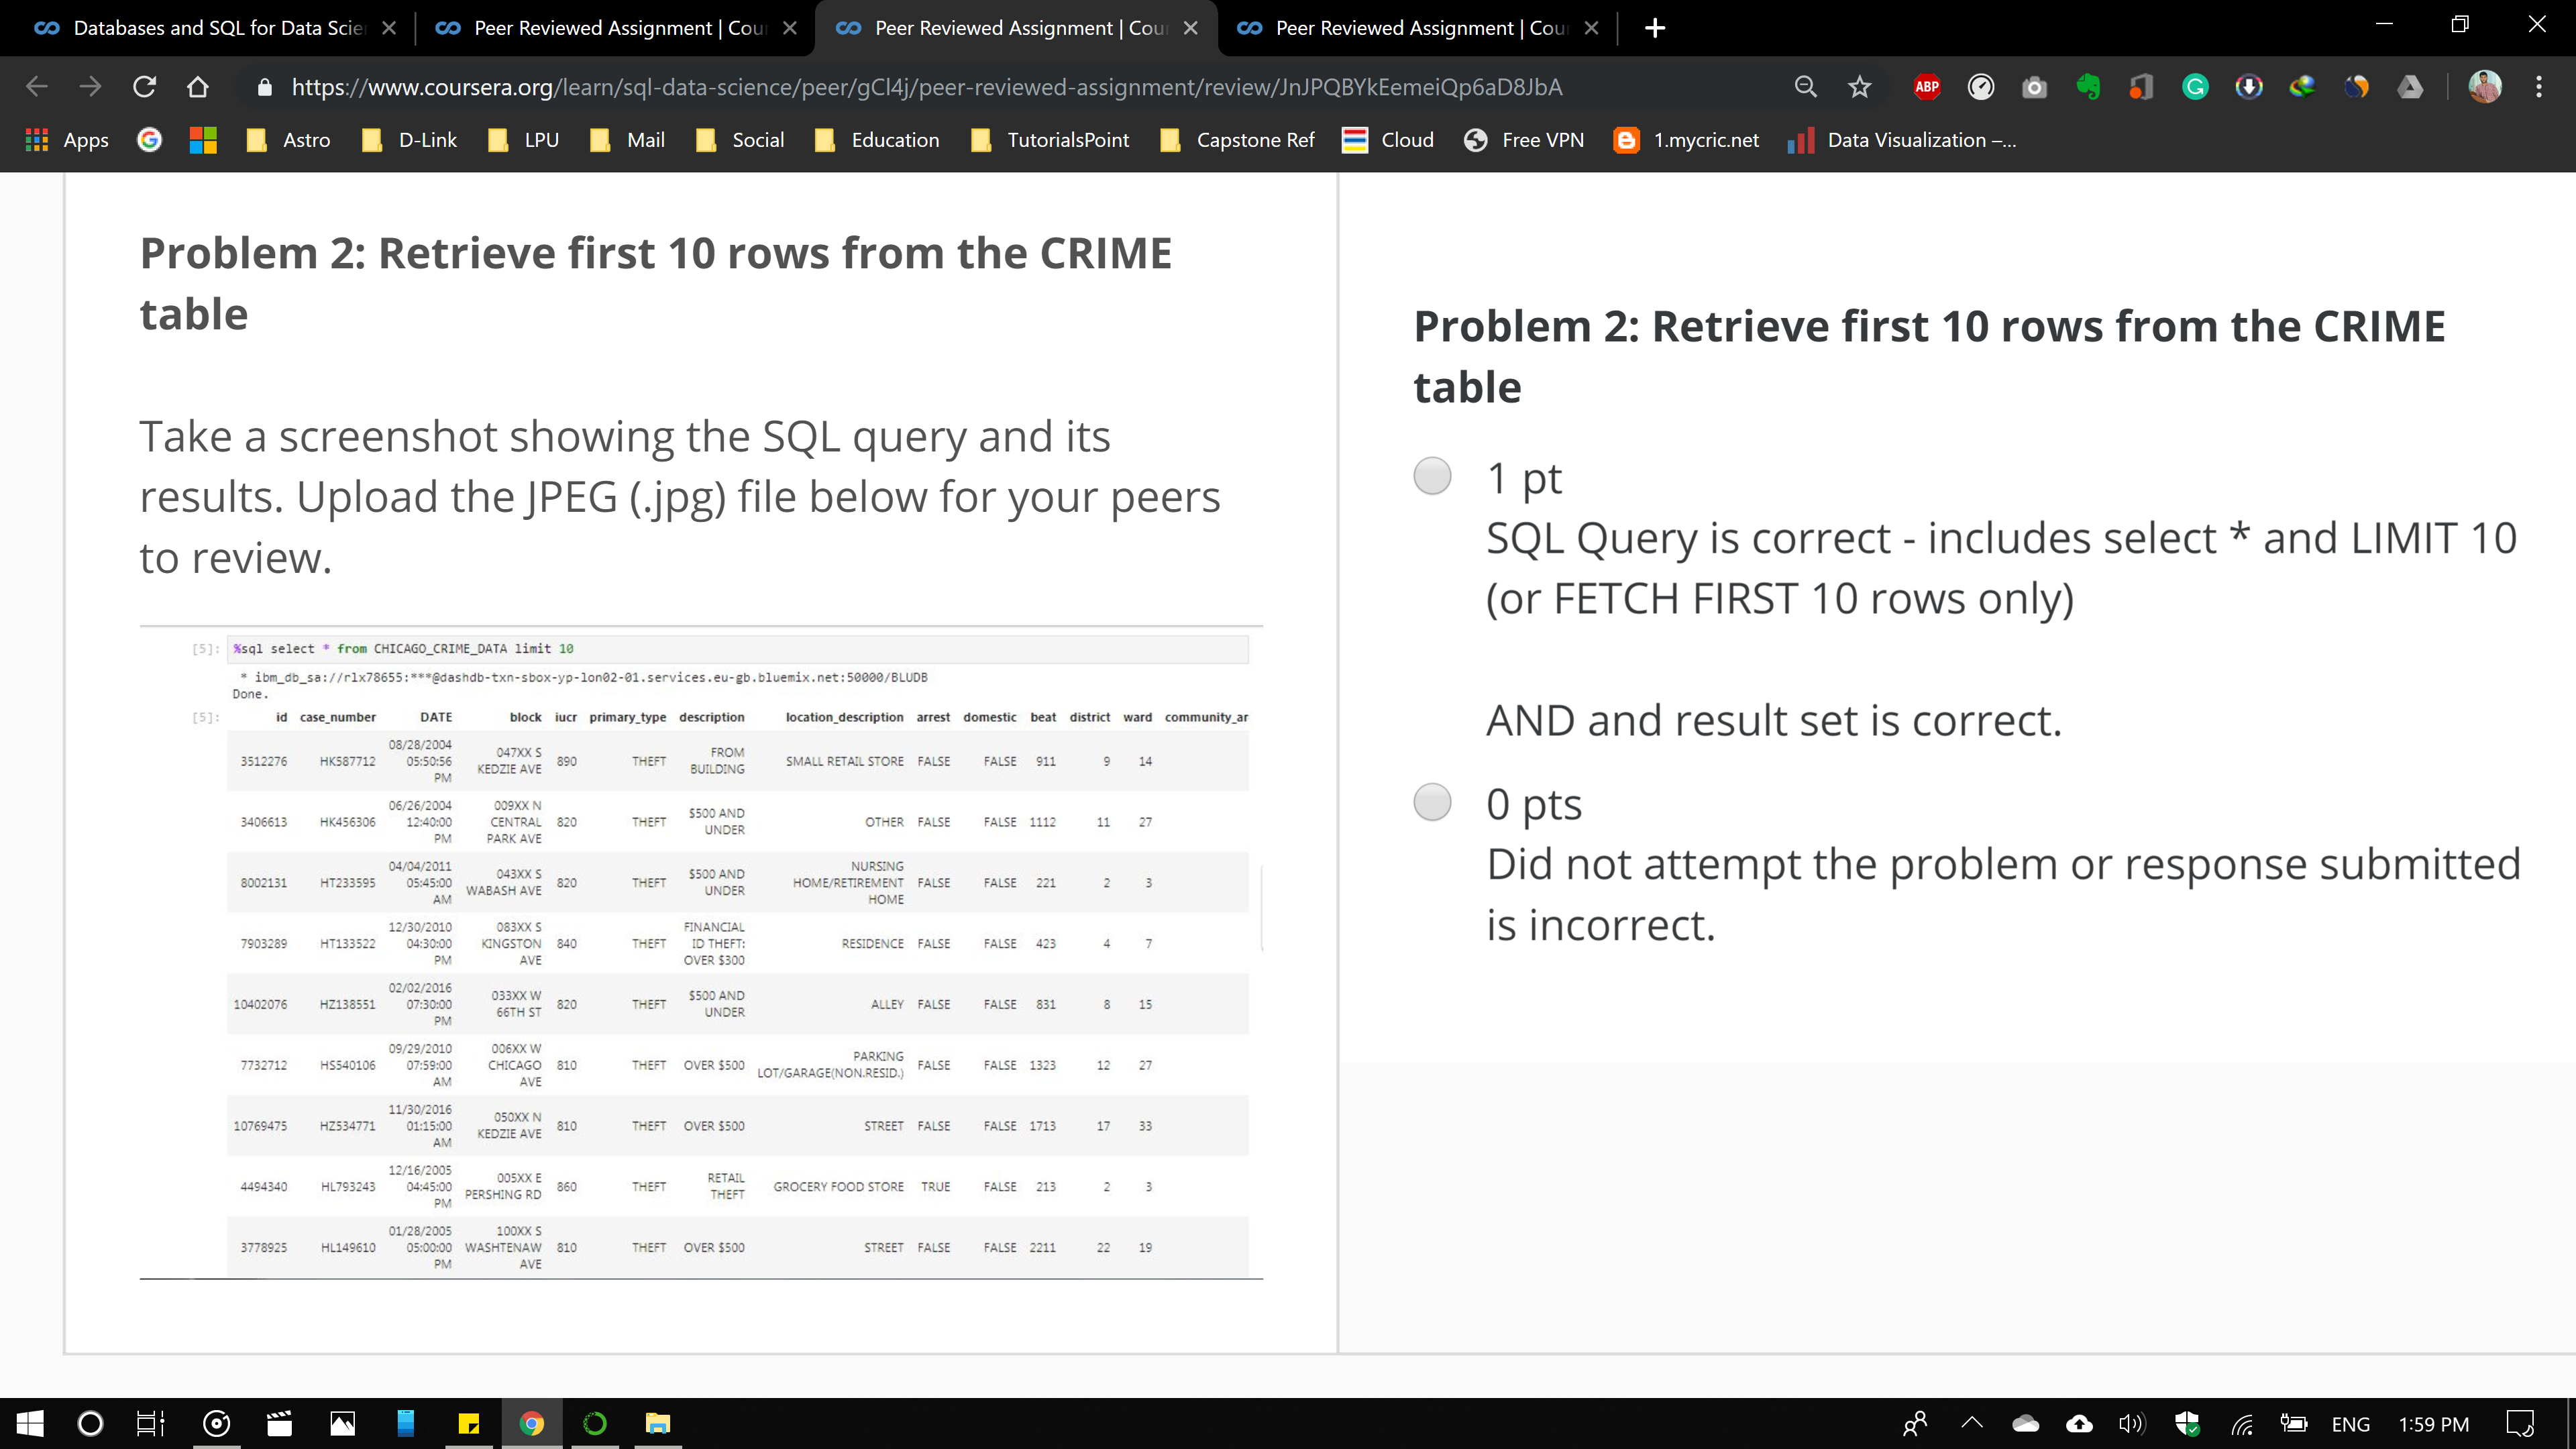 Databases and SQL for Data Scie
Peer Reviewed Assignment | Cour
Peer Reviewed Assignment | Cour
Peer Reviewed Assignment | Cour
https://www.coursera.org/learn/sql-data-science/peer/gCl4j/peer-reviewed-assignment/review/JnJPQBYkEemeiQp6aD8JbA
ABP
Apps
Astro
D-Link
LPU
Mail
Social
Education
TutorialsPoint
Capstone Ref
Cloud
Free VPN
1.mycric.net
Data Visualization –...
Problem 2: Retrieve first 10 rows from the CRIME
table
Take a screenshot showing the SQL query and its
results. Upload the JPEG (.jpg) file below for your peers
to review.
[5]: %sql select * from CHICAGO_CRIME_DATA limit 10
* ibm_db_sa://rlx78655:***@dashdb-txn-sbox-yp-lon02-01.services.eu-gb.bluemix.net:50000/BLUDB
Done.
[5]: id case_number DATE block iucr primary_type description location_description arrest domestic beat district ward community_ar
3512276 HK587712 08/28/2004 05:50:56 PM 047XX S KEDZIE AVE 890 THEFT FROM BUILDING SMALL RETAIL STORE FALSE FALSE 911 9 14
3406613 HK456306 06/26/2004 12:40:00 PM 009XX N CENTRAL PARK AVE 820 THEFT $500 AND UNDER OTHER FALSE FALSE 1112 11 27
8002131 HT233595 04/04/2011 05:45:00 AM 043XX S WABASH AVE 820 THEFT $500 AND UNDER NURSING HOME/RETIREMENT HOME FALSE FALSE 221 2 3
7903289 HT133522 12/30/2010 04:30:00 PM 083XX S KINGSTON AVE 840 THEFT FINANCIAL ID THEFT: OVER $300 RESIDENCE FALSE FALSE 423 4 7
10402076 HZ138551 02/02/2016 07:30:00 PM 033XX W 66TH ST 820 THEFT $500 AND UNDER ALLEY FALSE FALSE 831 8 15
7732712 HS540106 09/29/2010 07:59:00 AM 006XX W CHICAGO AVE 810 THEFT OVER $500 PARKING LOT/GARAGE(NON.RESID.) FALSE FALSE 1323 12 27
10769475 HZ534771 11/30/2016 01:15:00 AM 050XX N KEDZIE AVE 810 THEFT OVER $500 STREET FALSE FALSE 1713 17 33
4494340 HL793243 12/16/2005 04:45:00 PM 005XX E PERSHING RD 860 THEFT RETAIL THEFT GROCERY FOOD STORE TRUE FALSE 213 2 3
3778925 HL149610 01/28/2005 05:00:00 PM 100XX S WASHTENAW AVE 810 THEFT OVER $500 STREET FALSE FALSE 2211 22 19
Problem 2: Retrieve first 10 rows from the CRIME
table
1 pt
SQL Query is correct - includes select * and LIMIT 10
(or FETCH FIRST 10 rows only)
AND and result set is correct.
0 pts
Did not attempt the problem or response submitted
is incorrect.
ENG
1:59 PM